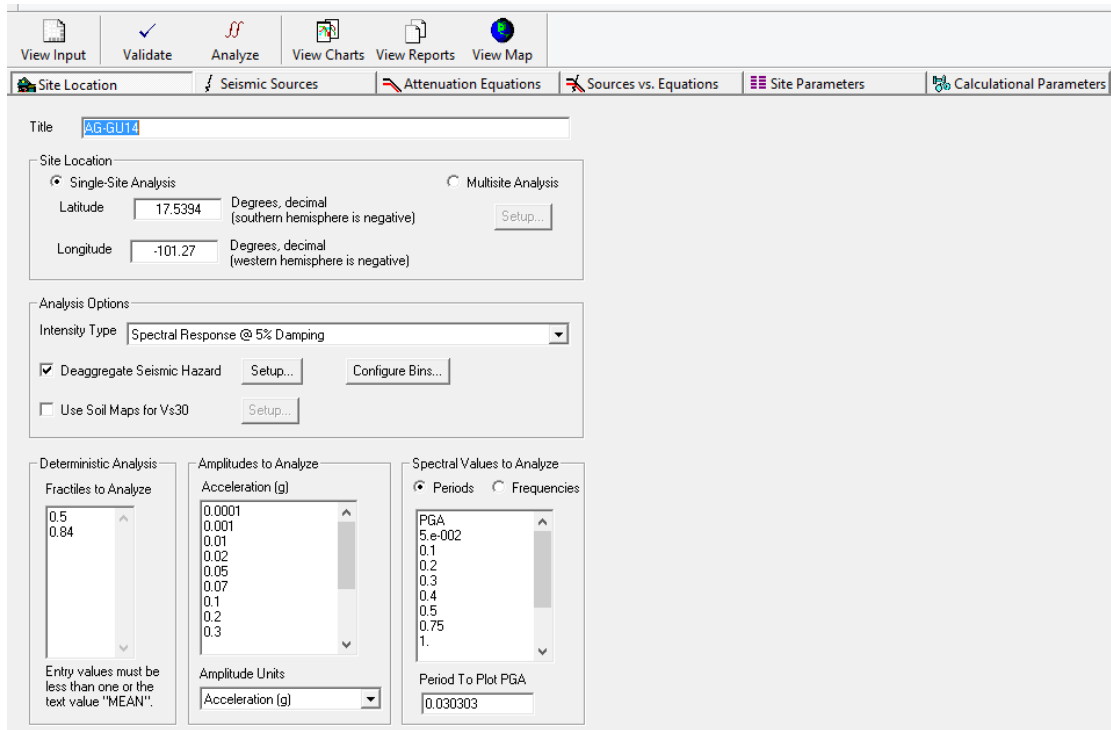 View Input Validate Analyze View Charts View Reports View Map
Site Location Seismic Sources Attenuation Equations Sources vs. Equations Site Parameters Calculational Parameters
Title AG-GU14
Site Location
Single-Site Analysis Multisite Analysis
Latitude 17.5394 Degrees, decimal
(southern hemisphere is negative)
Setup...
Longitude -101.27 Degrees, decimal
(western hemisphere is negative)
Analysis Options
Intensity Type Spectral Response @ 5% Damping
Deaggregate Seismic Hazard Setup... Configure Bins...
Use Soil Maps for Vs30 Setup...
Deterministic Analysis
Fractiles to Analyze
0.5
0.84
Entry values must be
less than one or the
text value "MEAN".
Amplitudes to Analyze
Acceleration (g)
0.0001
0.001
0.01
0.02
0.05
0.07
0.1
0.2
0.3
Amplitude Units
Acceleration (g)
Spectral Values to Analyze
Periods Frequencies
PGA
5.e-002
0.1
0.2
0.3
0.4
0.5
0.75
1.
Period To Plot PGA
0.030303